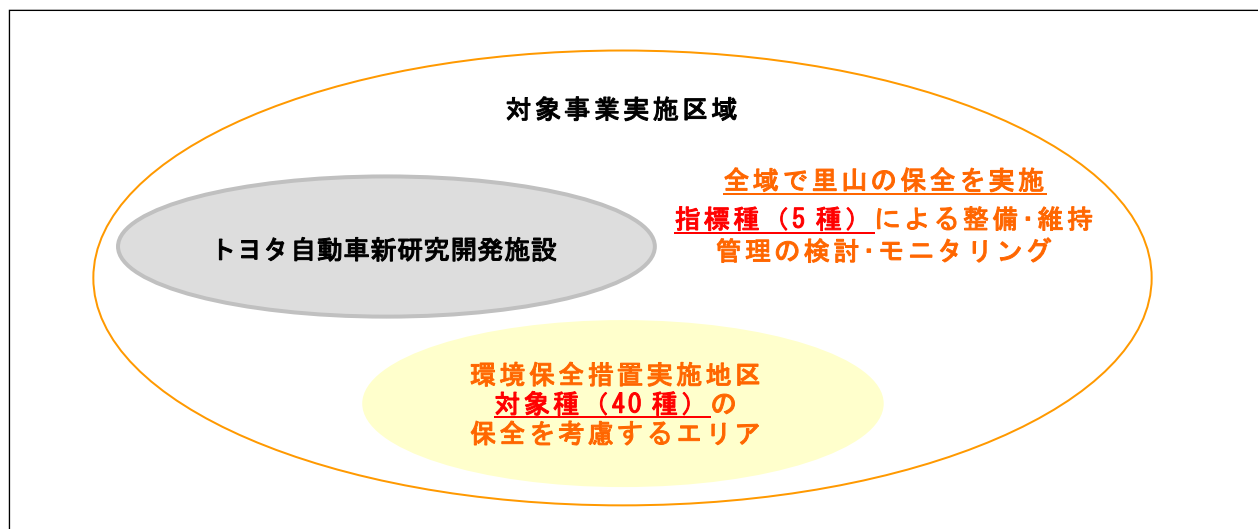 対象事業実施区域
全域で里山の保全を実施
指標種（5 種）による整備･維持
管理の検討･モニタリング
トヨタ自動車新研究開発施設
環境保全措置実施地区
対象種（40 種）の
保全を考慮するエリア